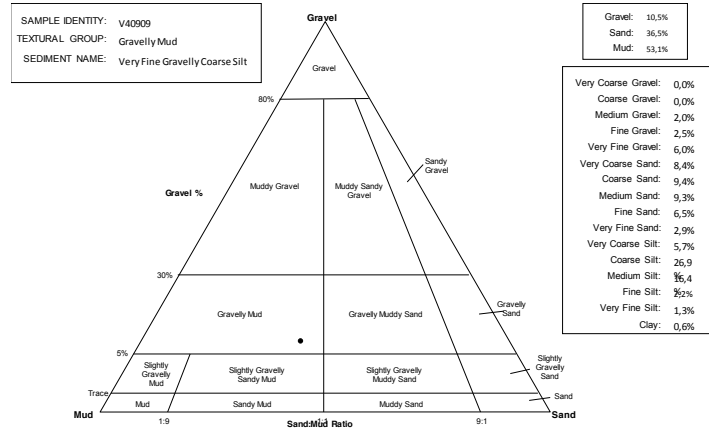 SAMPLE IDENTITY: V40909
TEXTURAL GROUP: Gravelly Mud
SEDIMENT NAME: Very Fine Gravelly Coarse Silt
Gravel: 10,5%
Sand: 36,5%
Mud: 53,1%
Very Coarse Gravel: 0,0%
Coarse Gravel: 0,0%
Medium Gravel: 2,0%
Fine Gravel: 2,5%
Very Fine Gravel: 6,0%
Very Coarse Sand: 8,4%
Coarse Sand: 9,4%
Medium Sand: 9,3%
Fine Sand: 6,5%
Very Fine Sand: 2,9%
Very Coarse Silt: 5,7%
Coarse Silt: 26,9
%
Medium Silt: 16,4
%
Fine Silt: 2,2%
Very Fine Silt: 1,3%
Clay: 0,6%
Gravel
Gravel
80%
Sandy
Gravel
Muddy Gravel
Muddy Sandy
Gravel
Gravel %
30%
Gravelly
Sand
Gravelly Mud
Gravelly Muddy Sand
5%
Slightly
Gravelly
Mud
Slightly Gravelly
Sandy Mud
Slightly Gravelly
Muddy Sand
Slightly
Gravelly
Sand
Trace
Mud
Sandy Mud
Muddy Sand
Sand
Mud
Sand
1:9
1:1
9:1
Sand:Mud Ratio